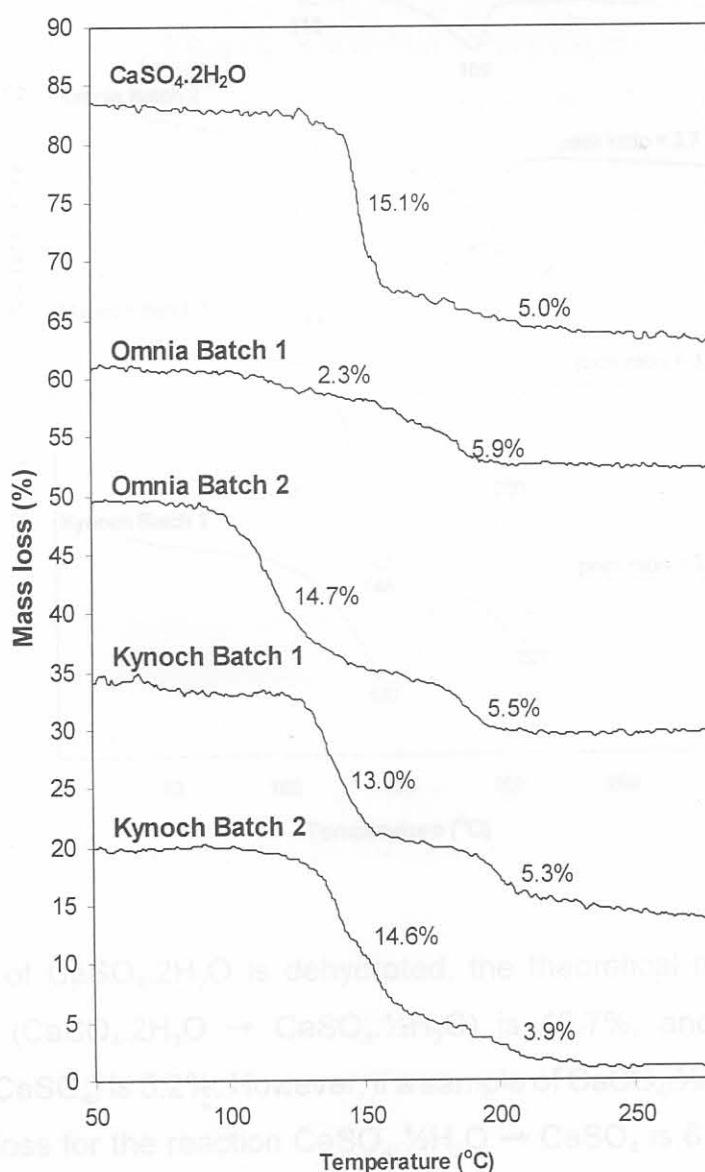 90
85
80
75
70
65
60
55
50
45
40
35
30
25
20
15
10
5
0
Mass loss (%)
CaSO₄.2H₂O
15.1%
5.0%
Omnia Batch 1
2.3%
5.9%
Omnia Batch 2
14.7%
5.5%
Kynoch Batch 1
13.0%
5.3%
Kynoch Batch 2
14.6%
3.9%
50 100 150 200 250
Temperature (°C)
of CaSO₄.2H₂O is dehydrated, the theoretical
(CaSO₄.2H₂O → CaSO₄.½H₂O) is and
CaSO₄) is 5.2%. However, if a sample of
loss for the reaction CaSO₄.½H₂O → CaSO₄ is 6